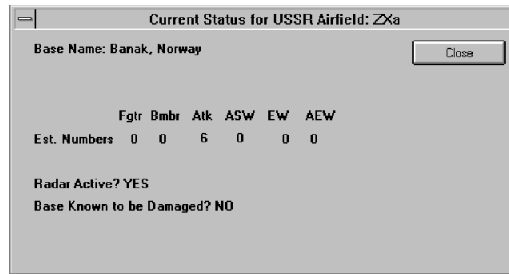 Current Status for USSR Airfield: ZXa
Base Name: Banak, Norway
Close
Fgtr Bmbr Atk ASW EW AEW
Est. Numbers 0 0 6 0 0 0
Radar Active? YES
Base Known to be Damaged? NO